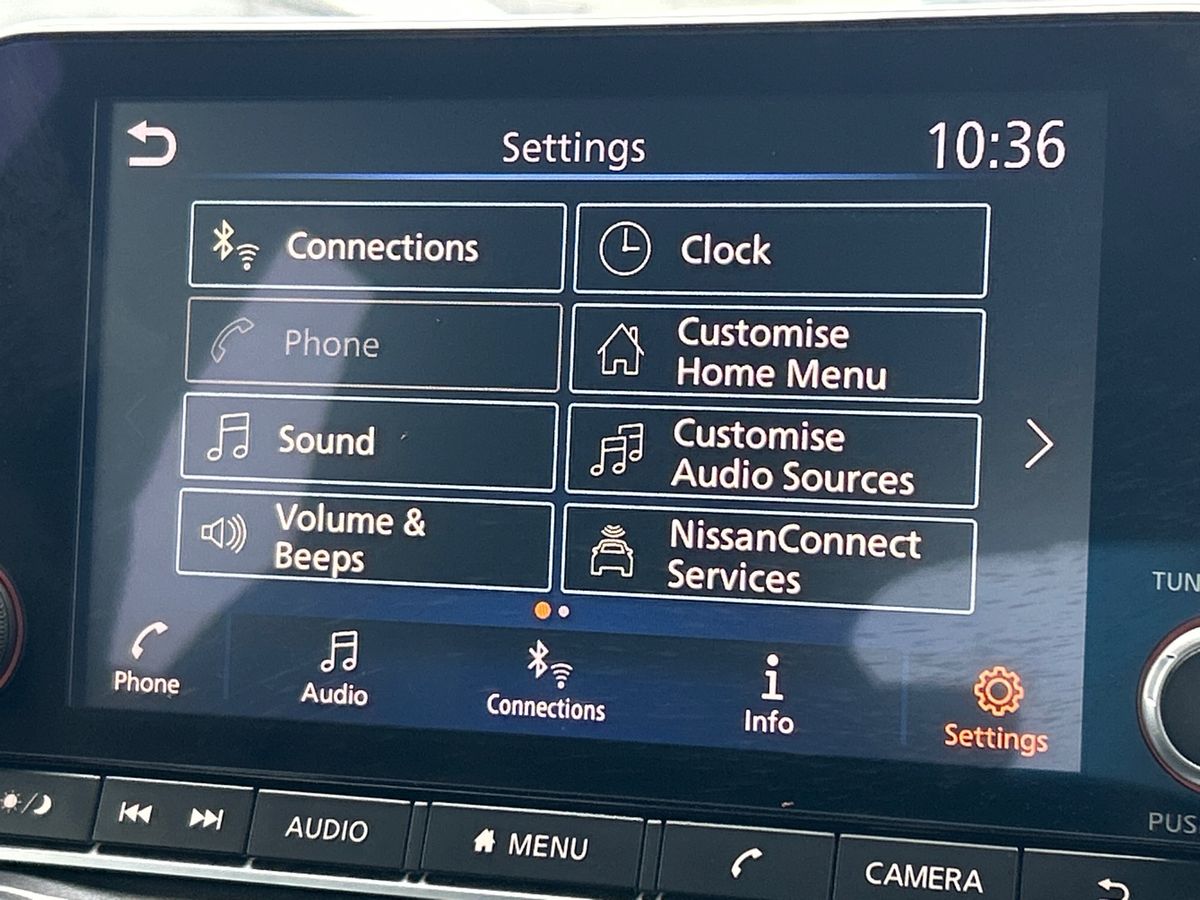 Settings
10:36
Connections
Clock
Phone
Customise
Home Menu
Sound
Customise
Audio Sources
Volume &
Beeps
NissanConnect
Services
Phone
Audio
Connections
Info
Settings
TUN
PUS
AUDIO
MENU
CAMERA